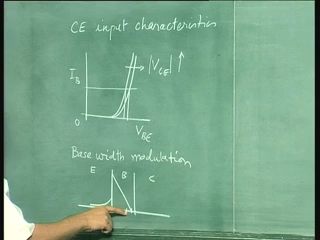 CE input characteristics
I_B
|V_CE| ↑
0
V_BE
Base width modulation
E B C